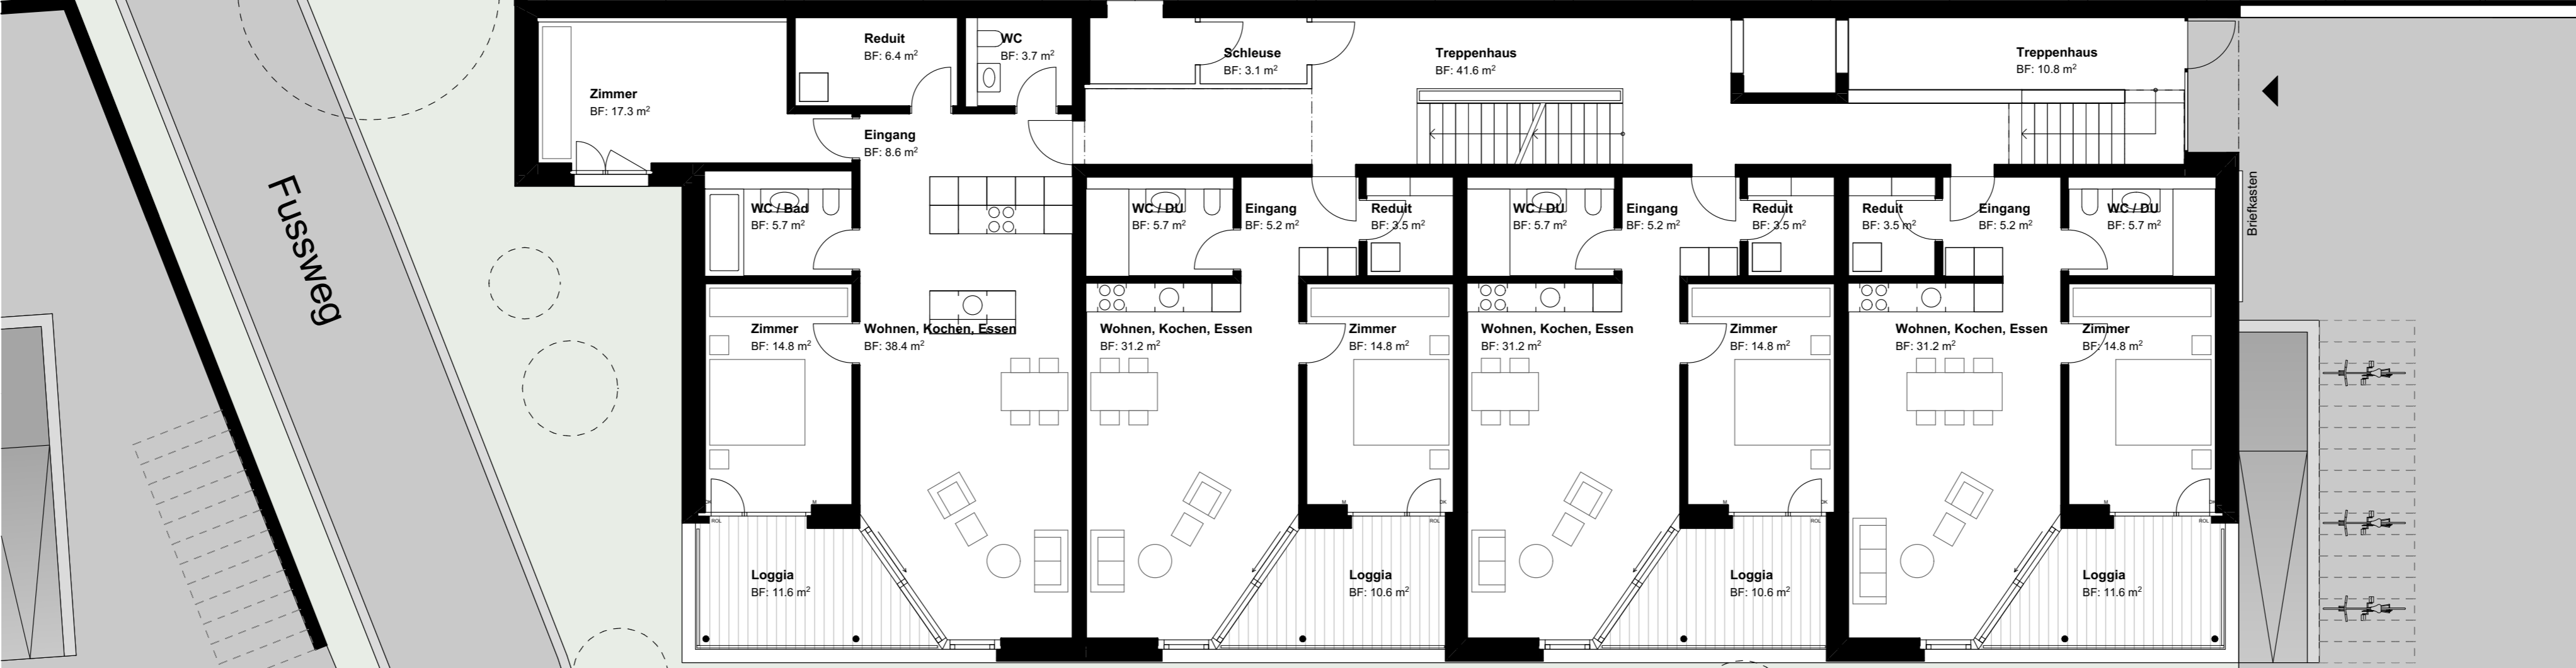 Fussweg
Zimmer
BF: 17.3 m²
Reduit
BF: 6.4 m²
WC
BF: 3.7 m²
Eingang
BF: 8.6 m²
Schleuse
BF: 3.1 m²
Treppenhaus
BF: 41.6 m²
Treppenhaus
BF: 10.8 m²
Briefkasten
WC / Bad
BF: 5.7 m²
WC / DU
BF: 5.7 m²
Eingang
BF: 5.2 m²
Reduit
BF: 3.5 m²
WC / DU
BF: 5.7 m²
Eingang
BF: 5.2 m²
Reduit
BF: 3.5 m²
Reduit
BF: 3.5 m²
Eingang
BF: 5.2 m²
WC / DU
BF: 5.7 m²
Zimmer
BF: 14.8 m²
Wohnen, Kochen, Essen
BF: 38.4 m²
Wohnen, Kochen, Essen
BF: 31.2 m²
Zimmer
BF: 14.8 m²
Wohnen, Kochen, Essen
BF: 31.2 m²
Zimmer
BF: 14.8 m²
Wohnen, Kochen, Essen
BF: 31.2 m²
Zimmer
BF: 14.8 m²
M
ROL
M
DK
ROL
M
DK
ROL
M
DK
ROL
Loggia
BF: 11.6 m²
Loggia
BF: 10.6 m²
Loggia
BF: 10.6 m²
Loggia
BF: 11.6 m²